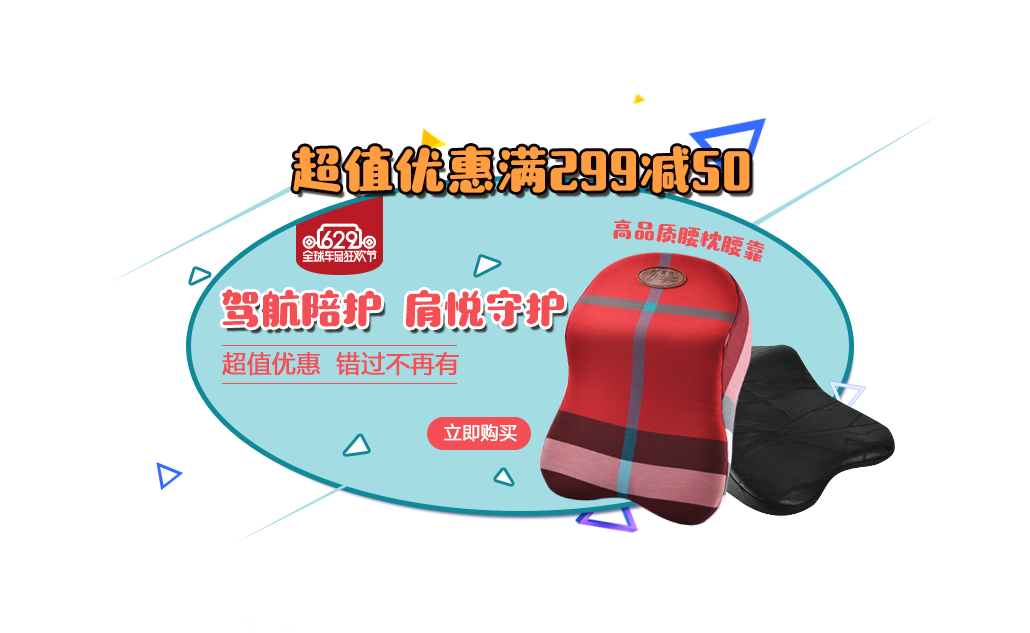 超值优惠满299减50
629
全球车品狂欢节
高品质腰枕腰靠
驾航陪护 肩悦守护
超值优惠 错过不再有
立即购买